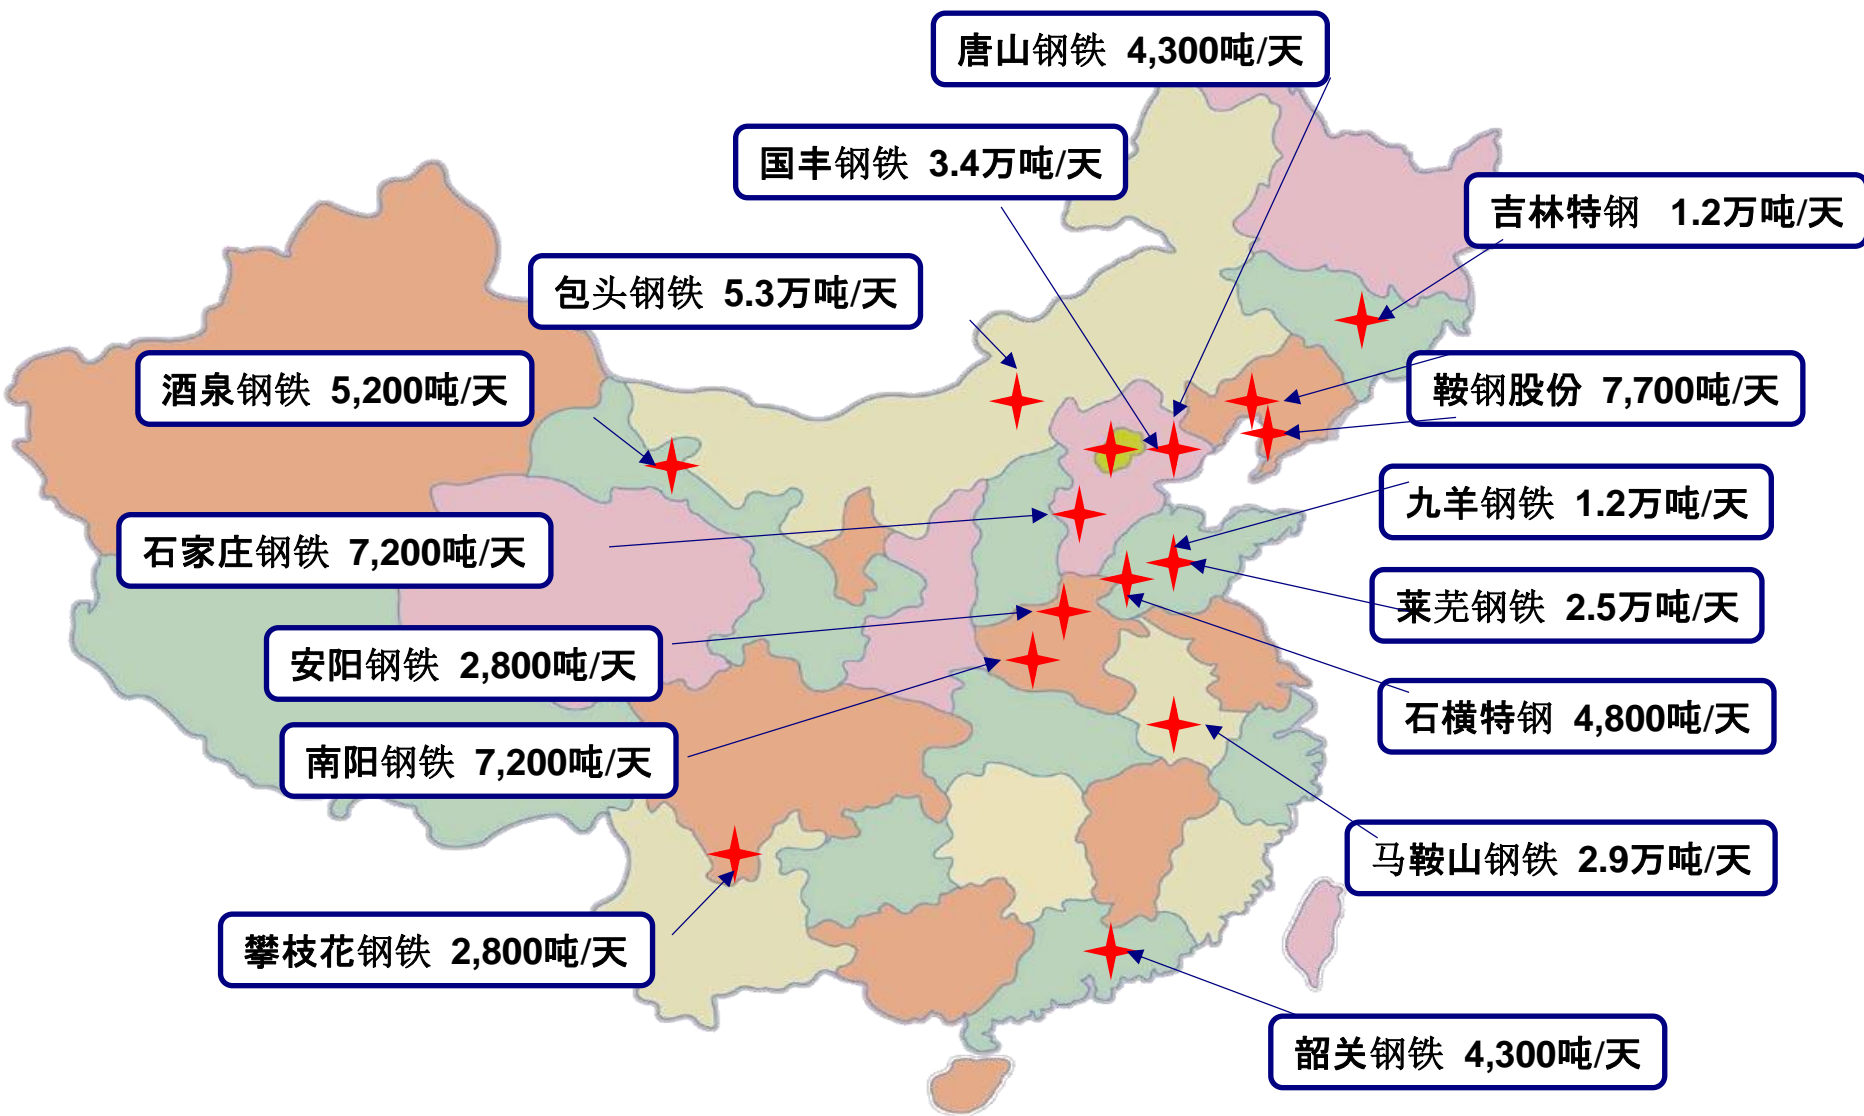 唐山钢铁 4,300吨/天
国丰钢铁 3.4万吨/天
吉林特钢 1.2万吨/天
包头钢铁 5.3万吨/天
酒泉钢铁 5,200吨/天
鞍钢股份 7,700吨/天
九羊钢铁 1.2万吨/天
石家庄钢铁 7,200吨/天
莱芜钢铁 2.5万吨/天
安阳钢铁 2,800吨/天
石横特钢 4,800吨/天
南阳钢铁 7,200吨/天
马鞍山钢铁 2.9万吨/天
攀枝花钢铁 2,800吨/天
韶关钢铁 4,300吨/天